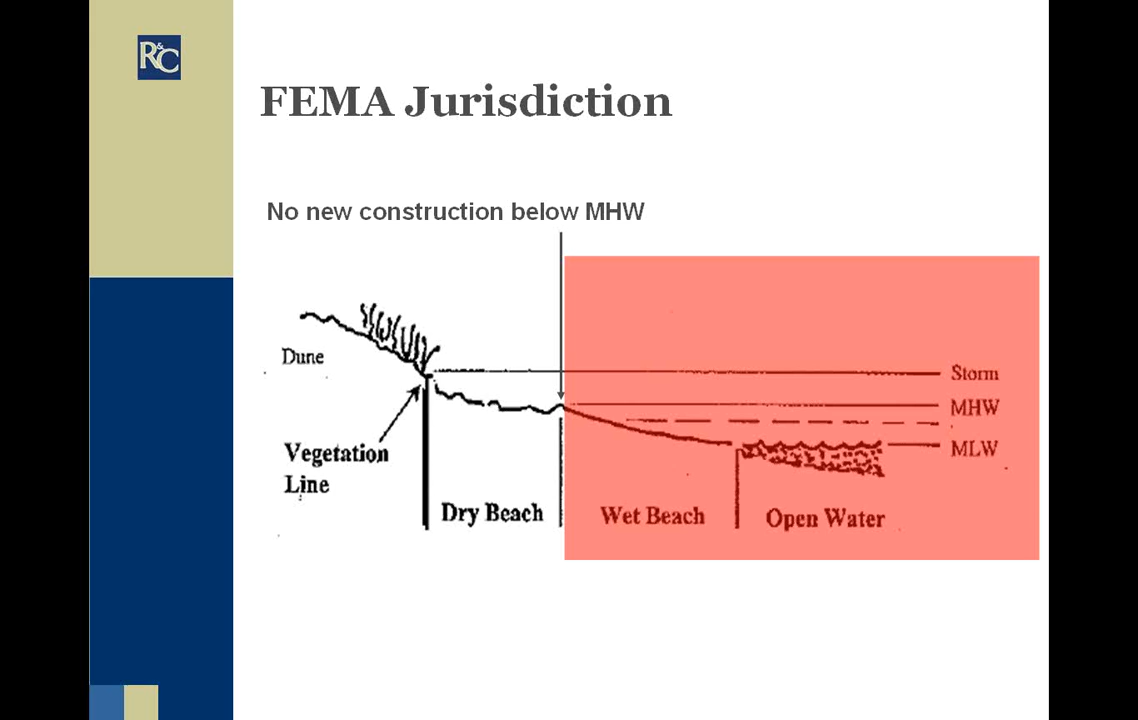 R&C
FEMA Jurisdiction
No new construction below MHW
Dune
Storm
MHW
MLW
Vegetation
Line
Dry Beach
Wet Beach
Open Water